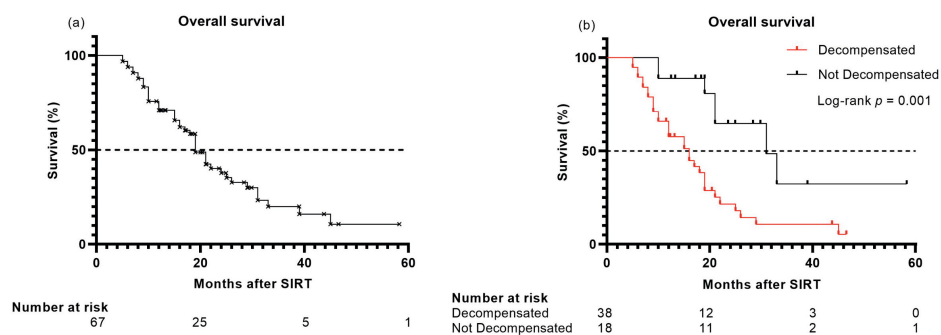 (a)
Overall survival
100
50
0
Survival (%)
0 20 40 60
Months after SIRT
Number at risk
67 25 5 1
(b)
Overall survival
Decompensated
Not Decompensated
Log-rank p = 0.001
100
50
0
Survival (%)
0 20 40 60
Months after SIRT
Number at risk
Decompensated 38 12 3 0
Not Decompensated 18 11 2 1